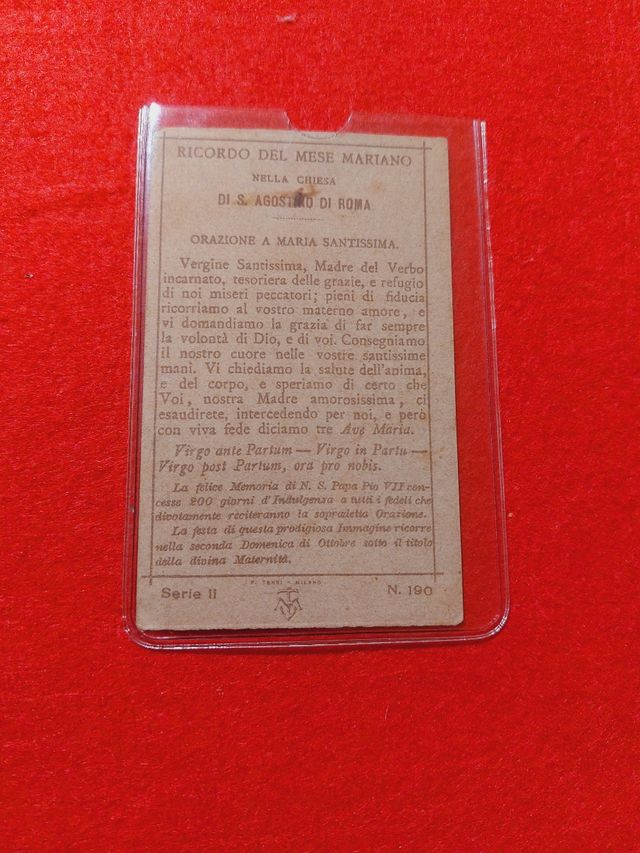 RICORDO DEL MESE MARIANO
NELLA CHIESA
DI S. AGOSTINO DI ROMA
ORAZIONE A MARIA SANTISSIMA.
Vergine Santissima, Madre del Verbo
incarnato, tesoriera delle grazie, e refugio
di noi miseri peccatori; pieni di fiducia
ricorriamo al vostro materno amore, e
vi domandiamo la grazia di far sempre
la volontà di Dio, e di voi. Consegniamo
il nostro cuore nelle vostre santissime
mani. Vi chiediamo la salute dell'anima,
e del corpo, e speriamo di certo che
Voi, nostra Madre amorosissima, ci
esaudirete, intercedendo per noi, e però
con viva fede diciamo tre Ave Maria.
Virgo ante Partum — Virgo in Partu —
Virgo post Partum, ora pro nobis.
La felice Memoria di N. S. Papa Pio VII con-
cesse 200 giorni d'Indulgenza a tutti i fedeli che
divotamente reciteranno la sopradetta Orazione.
La festa di questa prodigiosa Immagine ricorre
nella seconda Domenica di Ottobre sotto il titolo
della divina Maternità.
MILANO
Serie II
N. 190